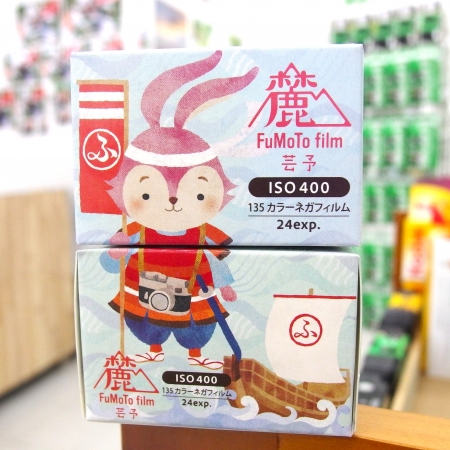 ふ
麓
FuMoTo film
芸予
ISO 400
135 カラーネガフィルム
24exp.
ふ
麓
FuMoTo film
芸予
ISO 400
135 カラーネガフィルム
24exp.